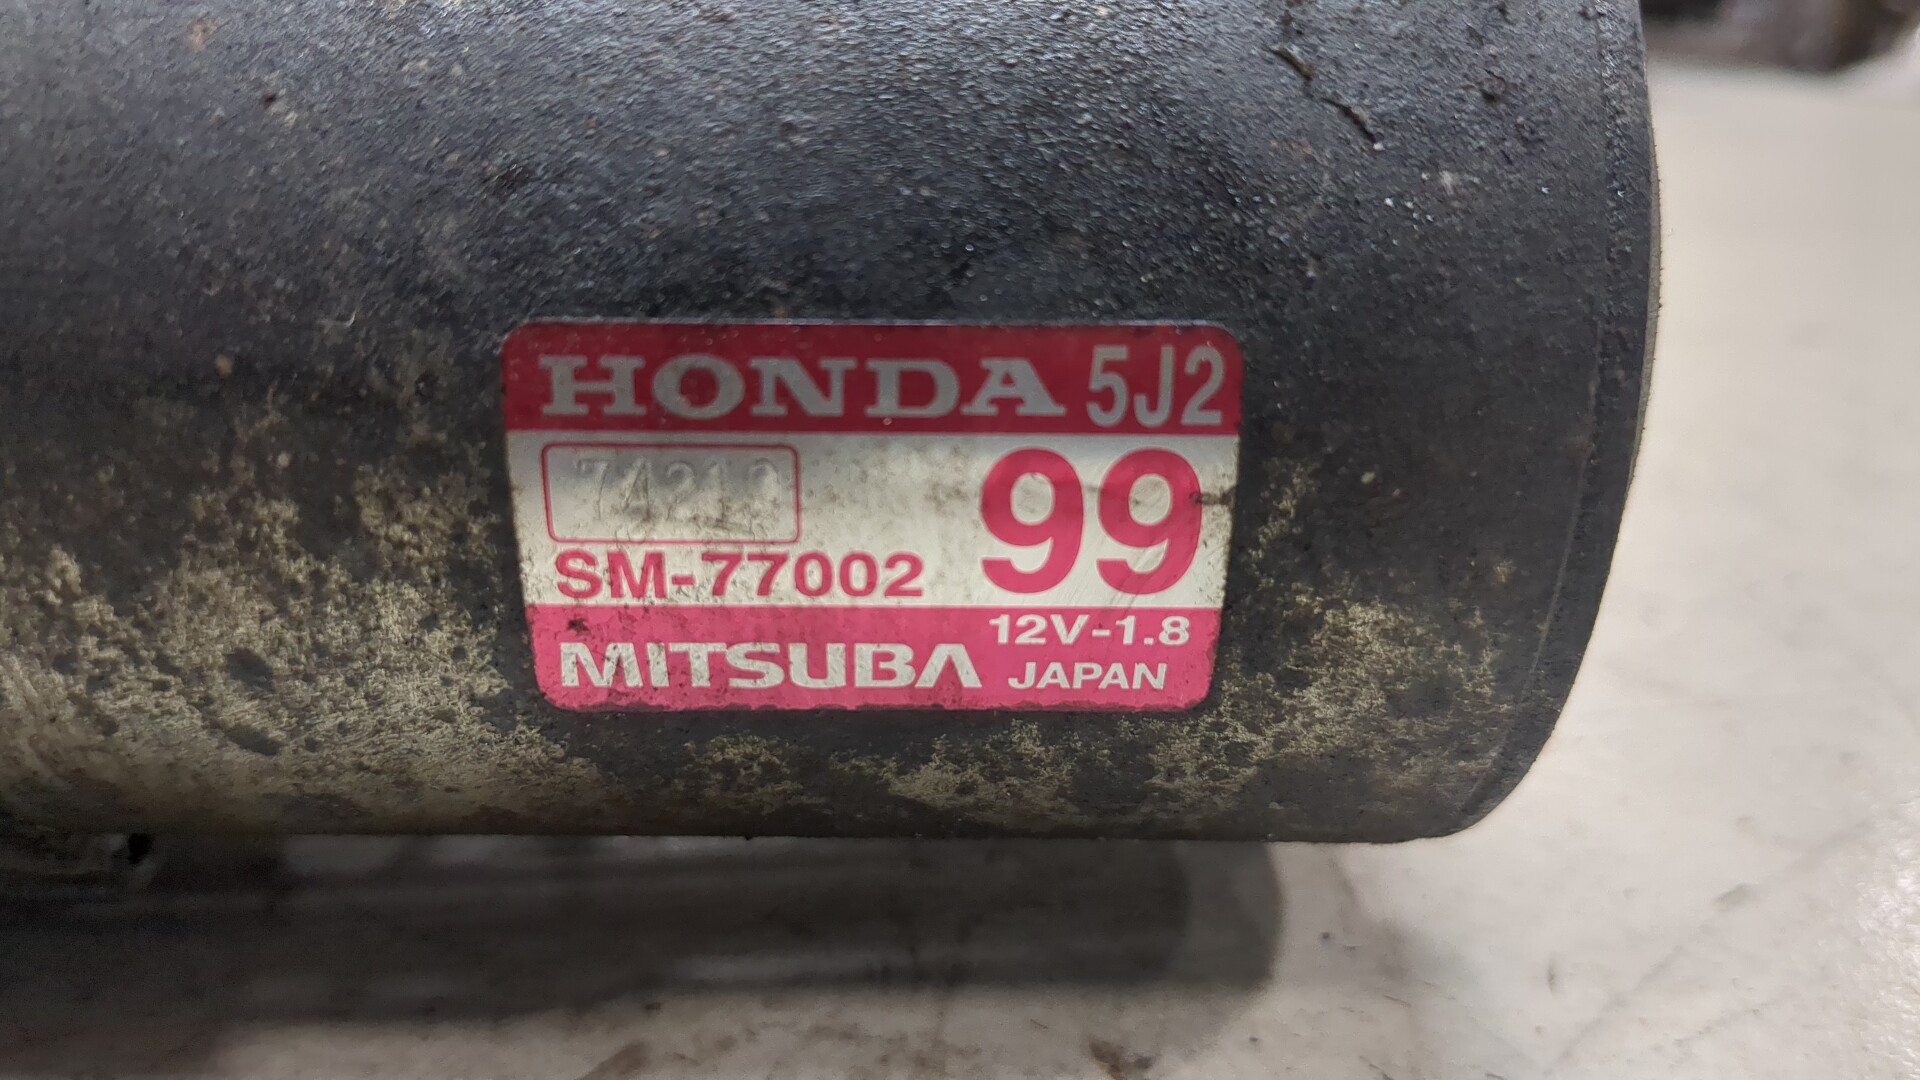 HONDA 5J2
99
SM-77002
12V-1.8
MITSUBA JAPAN